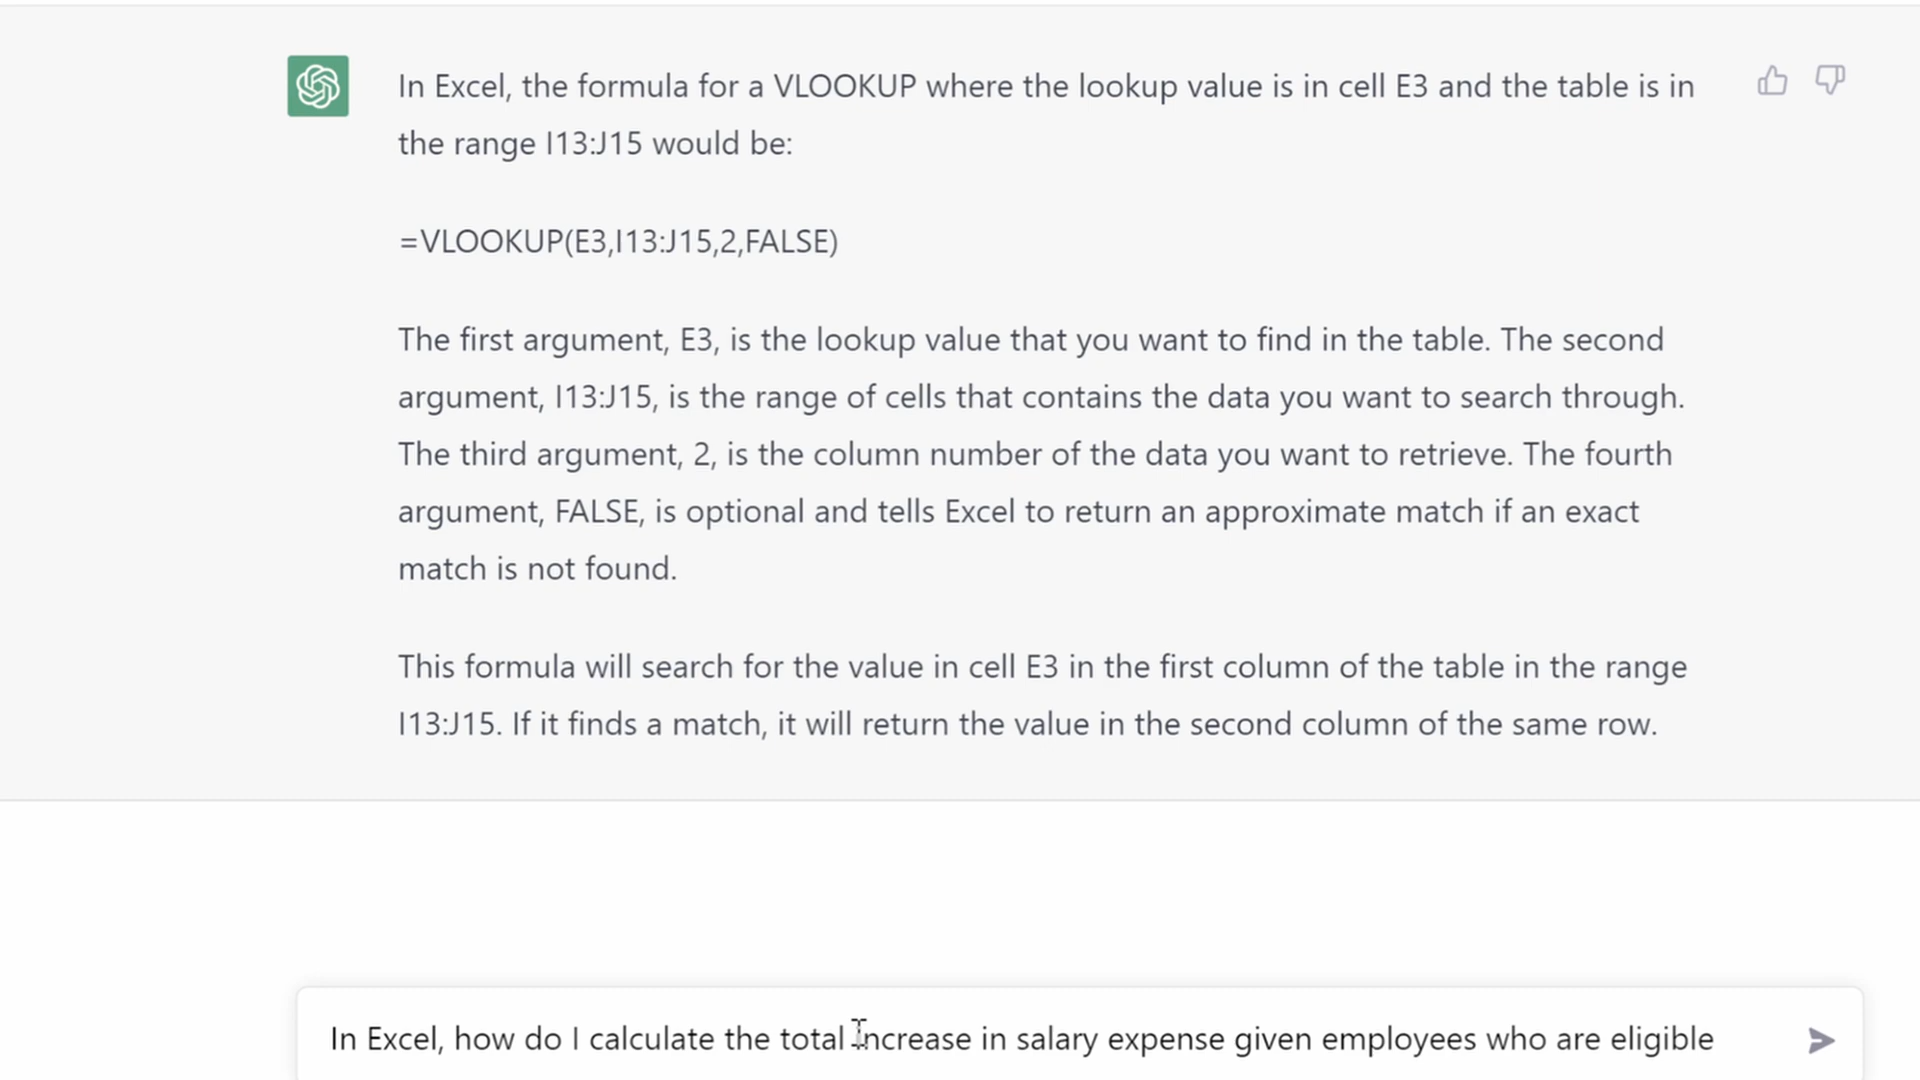 In Excel, the formula for a VLOOKUP where the lookup value is in cell E3 and the table is in
the range I13:J15 would be:
=VLOOKUP(E3,I13:J15,2,FALSE)
The first argument, E3, is the lookup value that you want to find in the table. The second
argument, I13:J15, is the range of cells that contains the data you want to search through.
The third argument, 2, is the column number of the data you want to retrieve. The fourth
argument, FALSE, is optional and tells Excel to return an approximate match if an exact
match is not found.
This formula will search for the value in cell E3 in the first column of the table in the range
I13:J15. If it finds a match, it will return the value in the second column of the same row.
In Excel, how do I calculate the total increase in salary expense given employees who are eligible